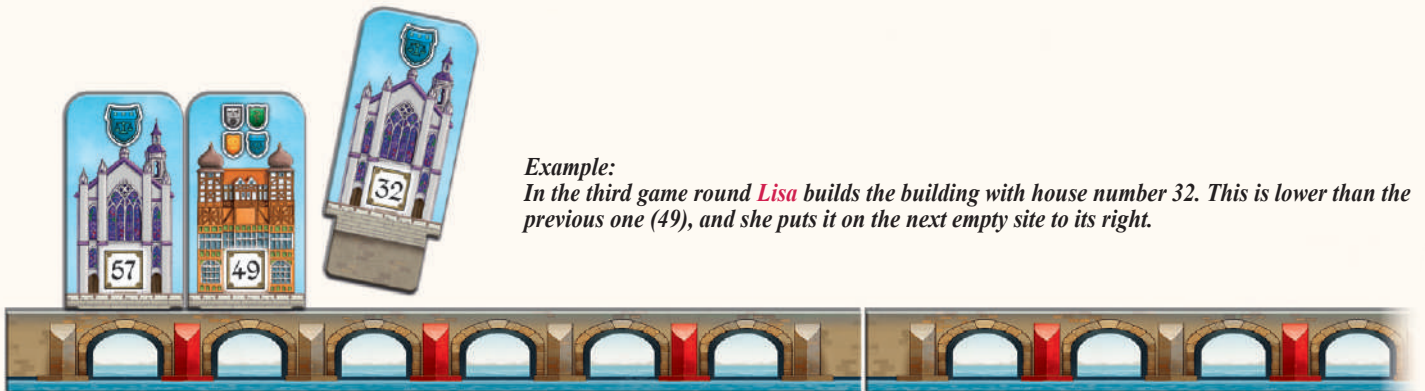 32
57
49
Example:
In the third game round Lisa builds the building with house number 32. This is lower than the
previous one (49), and she puts it on the next empty site to its right.